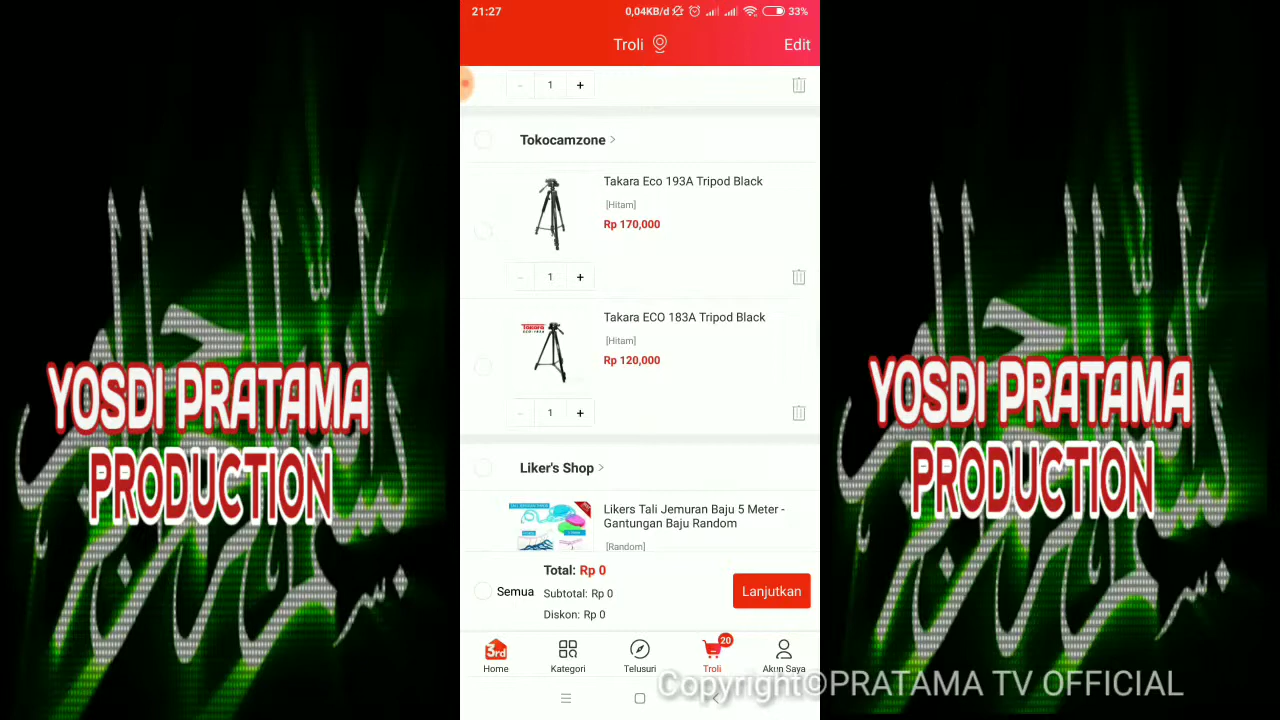 21:27
0,04KB/d
33%
Troli
Edit
- 1 +
Tokocamzone >
Takara Eco 193A Tripod Black
[Hitam]
Rp 170,000
- 1 +
Takara ECO 183A Tripod Black
[Hitam]
Rp 120,000
- 1 +
Liker's Shop >
Likers Tali Jemuran Baju 5 Meter -
Gantungan Baju Random
[Random]
Semua
Total: Rp 0
Subtotal: Rp 0
Diskon: Rp 0
Lanjutkan
3rd
20
Home
Kategori
Telusuri
Troli
Akun Saya
YOSDI PRATAMA
PRODUCTION
YOSDI PRATAMA
PRODUCTION
Copyright©PRATAMA TV OFFICIAL